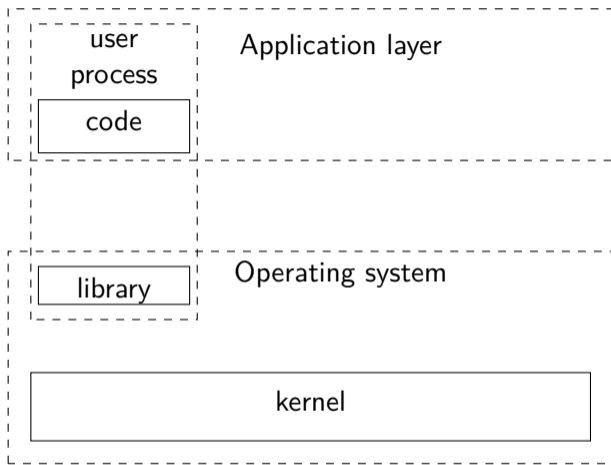 user
process
Application layer
code
library
Operating system
kernel